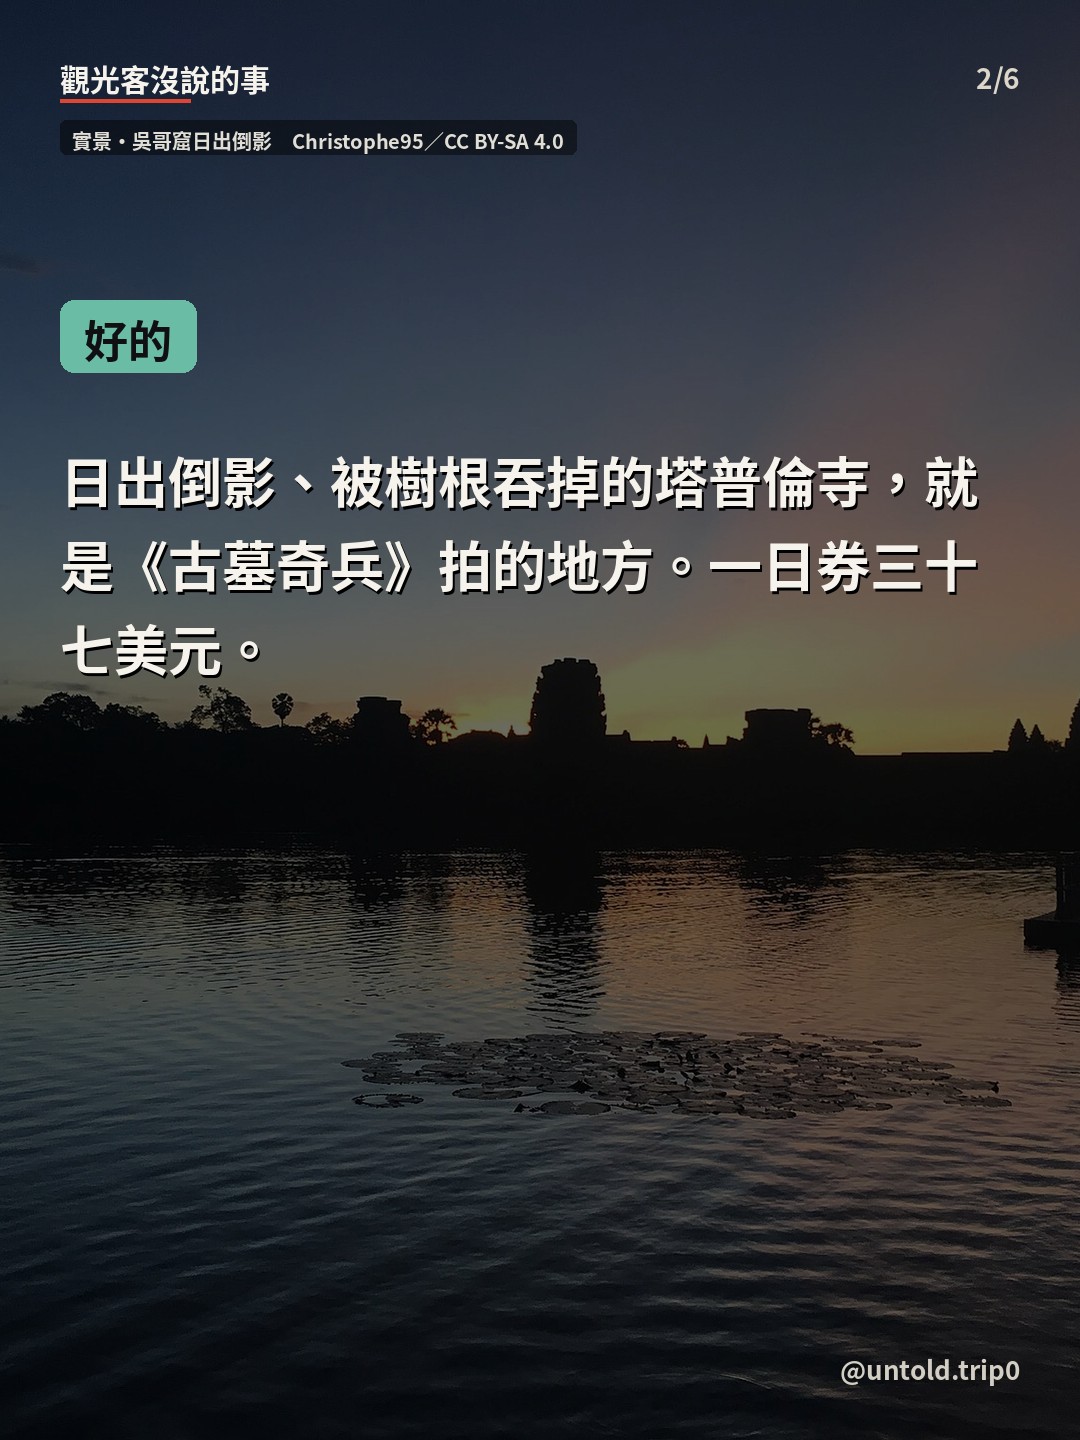 觀光客沒說的事
2/6
實景・吳哥窟日出倒影　Christophe95／CC BY-SA 4.0
好的
日出倒影、被樹根吞掉的塔普倫寺，就
是《古墓奇兵》拍的地方。一日券三十
七美元。
@untold.trip0